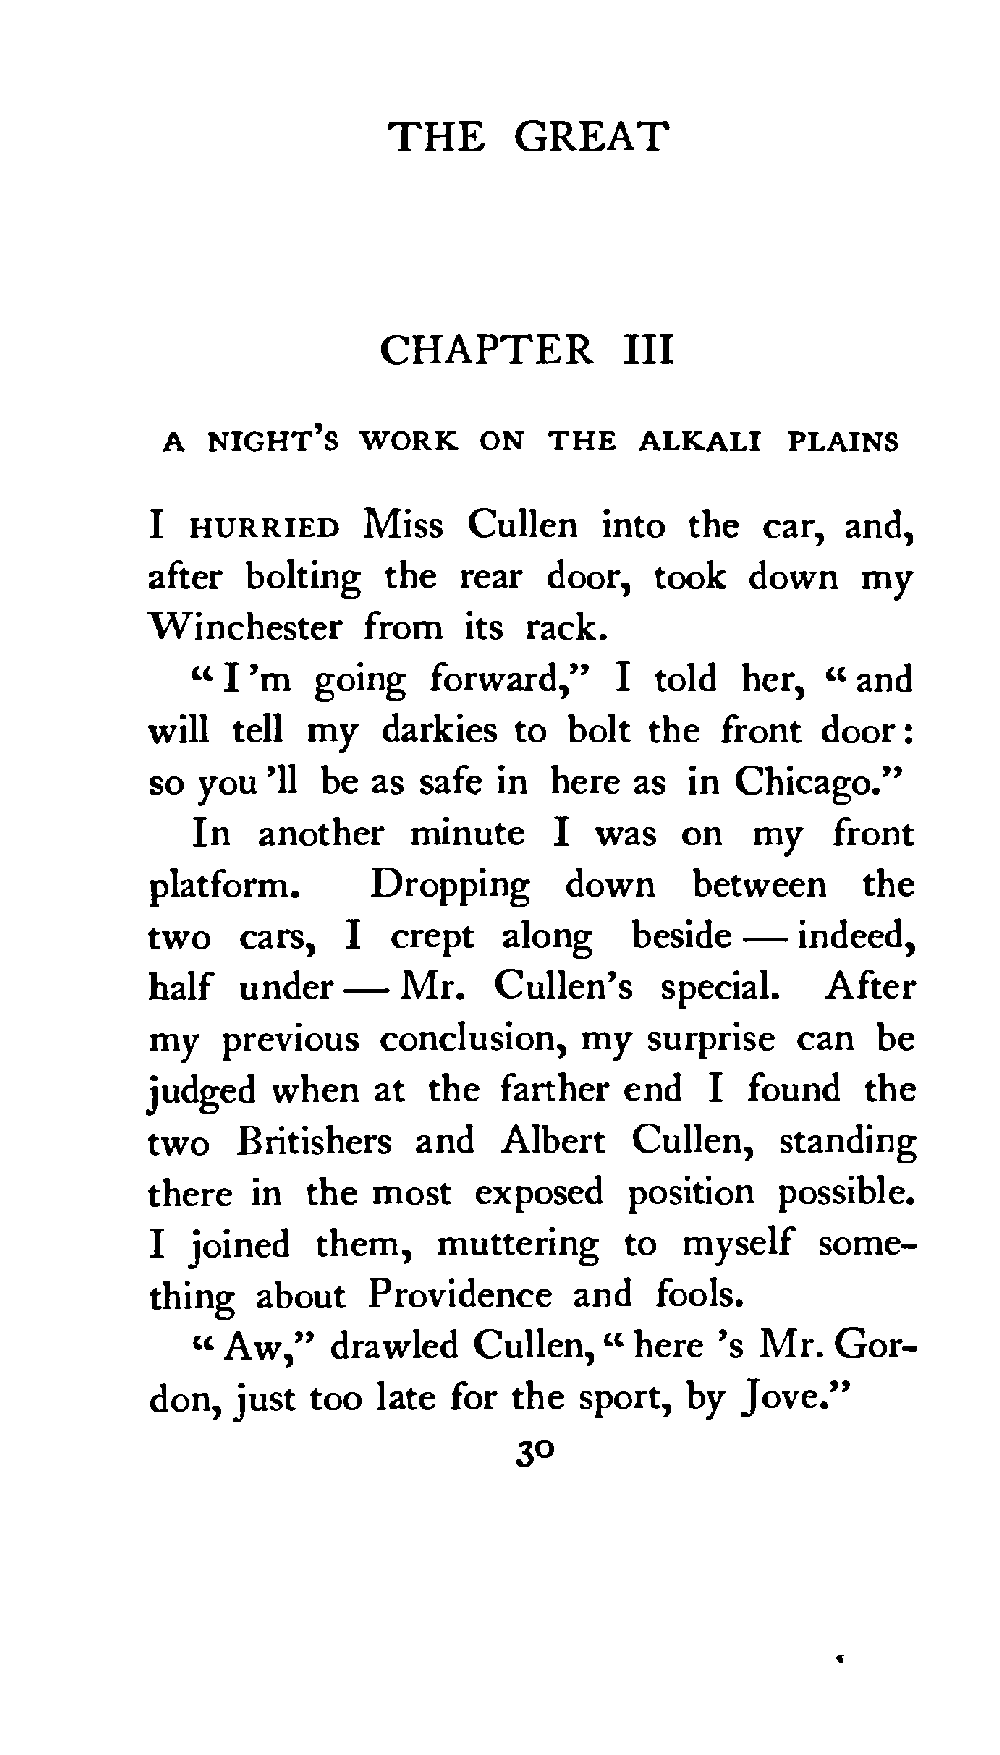 THE GREAT
CHAPTER III
A NIGHT'S WORK ON THE ALKALI PLAINS
I HURRIED Miss Cullen into the car, and,
after bolting the rear door, took down my
Winchester from its rack.
“ I 'm going forward,” I told her, “ and
will tell my darkies to bolt the front door :
so you 'll be as safe in here as in Chicago.”
In another minute I was on my front
platform. Dropping down between the
two cars, I crept along beside — indeed,
half under — Mr. Cullen's special. After
my previous conclusion, my surprise can be
judged when at the farther end I found the
two Britishers and Albert Cullen, standing
there in the most exposed position possible.
I joined them, muttering to myself some-
thing about Providence and fools.
“ Aw,” drawled Cullen, “ here 's Mr. Gor-
don, just too late for the sport, by Jove.”
30